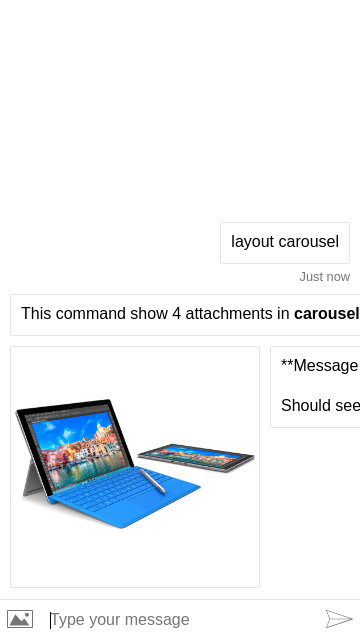 layout carousel
Just now
This command show 4 attachments in carousel
**Message
Should see
Type your message